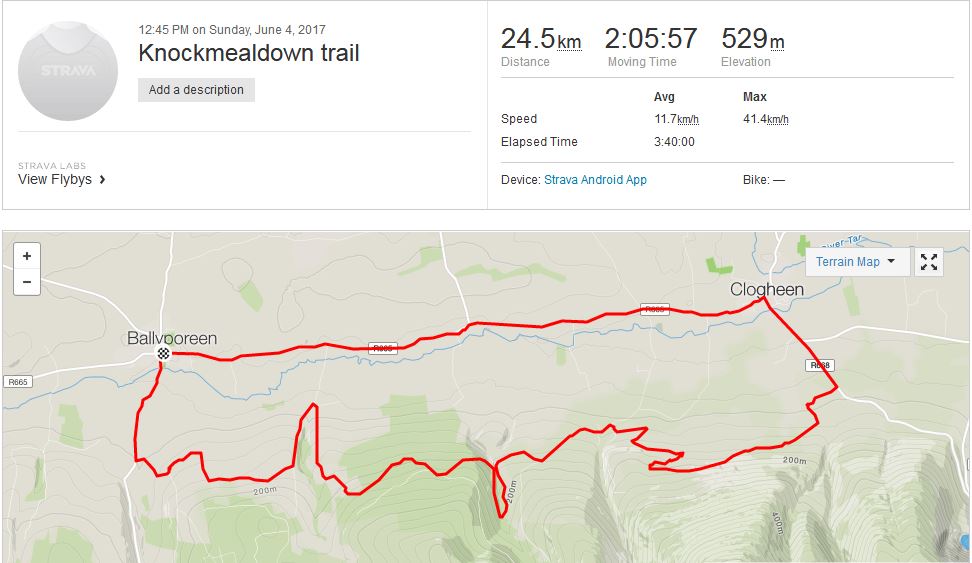 12:45 PM on Sunday, June 4, 2017
Knockmealdown trail
STRAVA
Add a description
STRAVA LABS
View Flybys
24.5km 2:05:57 529m
Distance Moving Time Elevation
Avg Max
Speed 11.7km/h 41.4km/h
Elapsed Time 3:40:00
Device: Strava Android App Bike: —
+
−
River Tar
Terrain Map
Clogheen
R665
Ballyporeen
R665
R668
R665
200m
200m
200m
400m